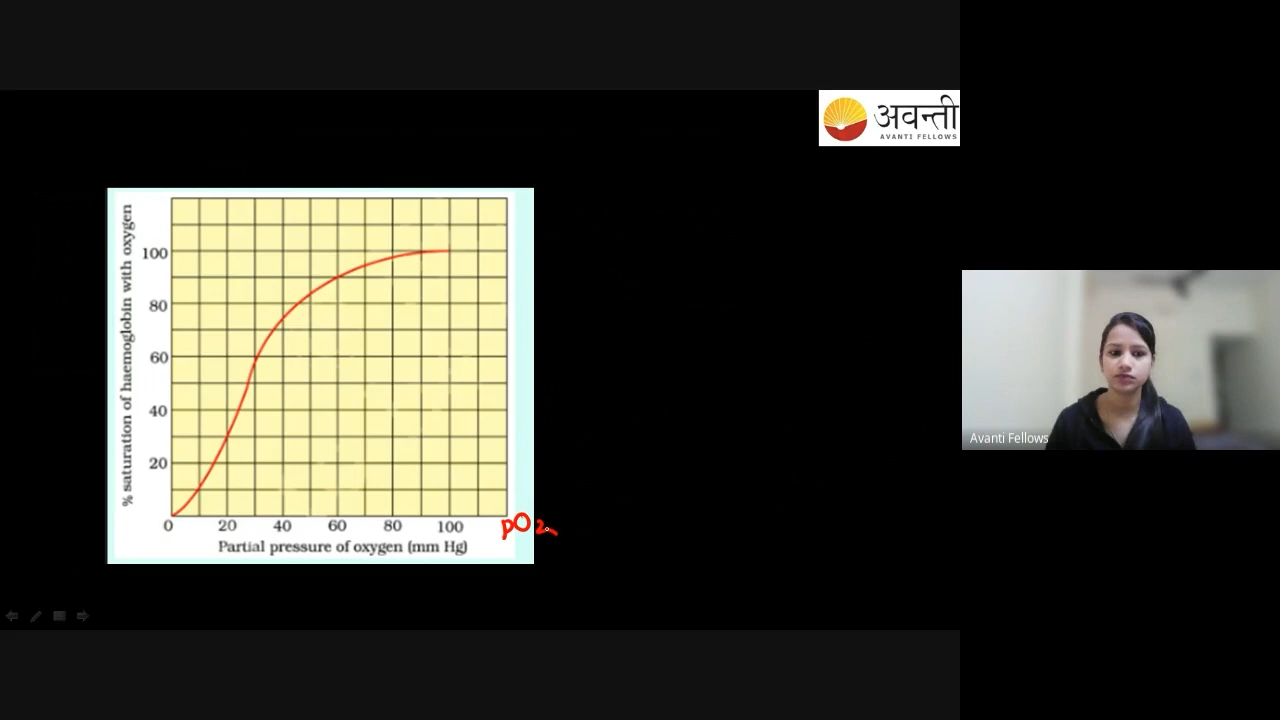 अवन्ती
AVANTI FELLOWS
% saturation of haemoglobin with oxygen
100
80
60
40
20
0 20 40 60 80 100
pO2
Partial pressure of oxygen (mm Hg)
Avanti Fellows